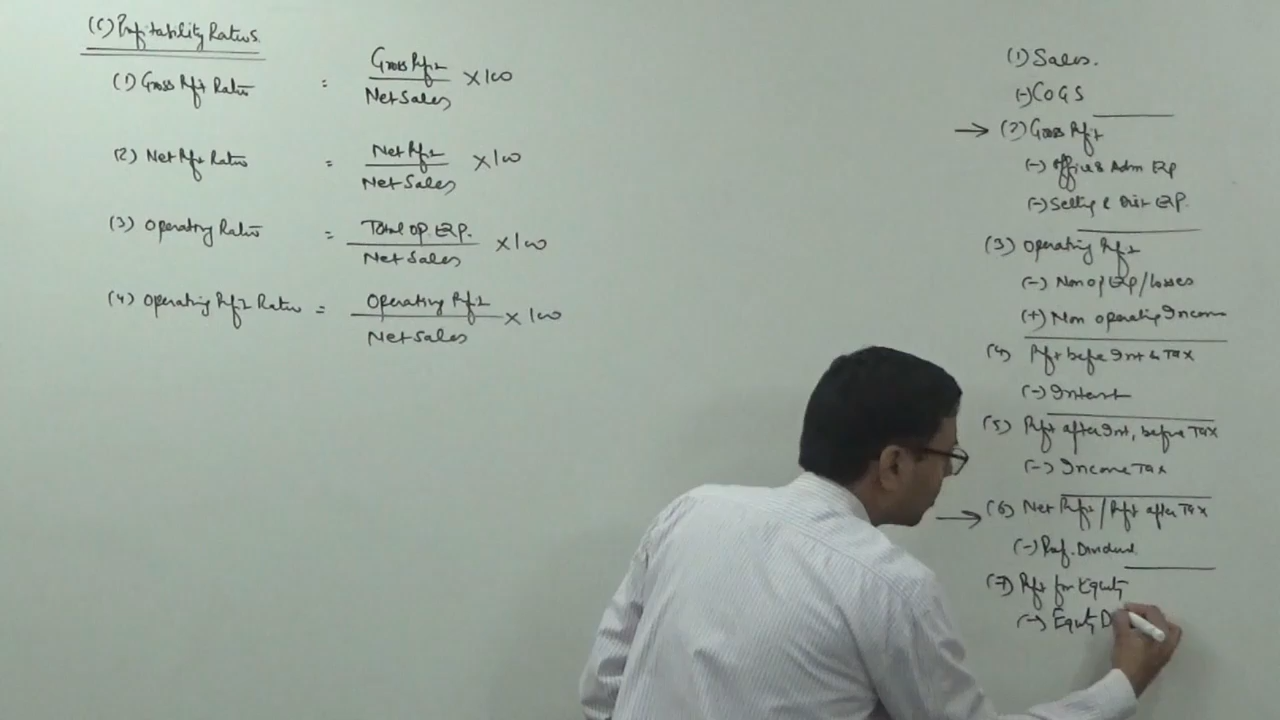 (C) Profitability Ratios.
(1) Gross Profit Ratio = Gross Profit / Net Sales × 100
(2) Net Profit Ratio = Net Profit / Net Sales × 100
(3) Operating Ratio = Total Op. Exp. / Net Sales × 100
(4) Operating Profit Ratio = Operating Profit / Net Sales × 100
(1) Sales.
(-) COGS
→ (2) Gross Profit
(-) Office & Adm Exp
(-) Selling & Dist Exp.
(3) Operating Profit
(-) Non op Exp/losses
(+) Non operating Income
(4) Profit before Int & Tax
(-) Interest
(5) Profit after Int, before Tax
(-) Income Tax
→ (6) Net Profit / Profit after Tax
(-) Pref. Dividend
(7) Profit for Equity
(-) Equity D